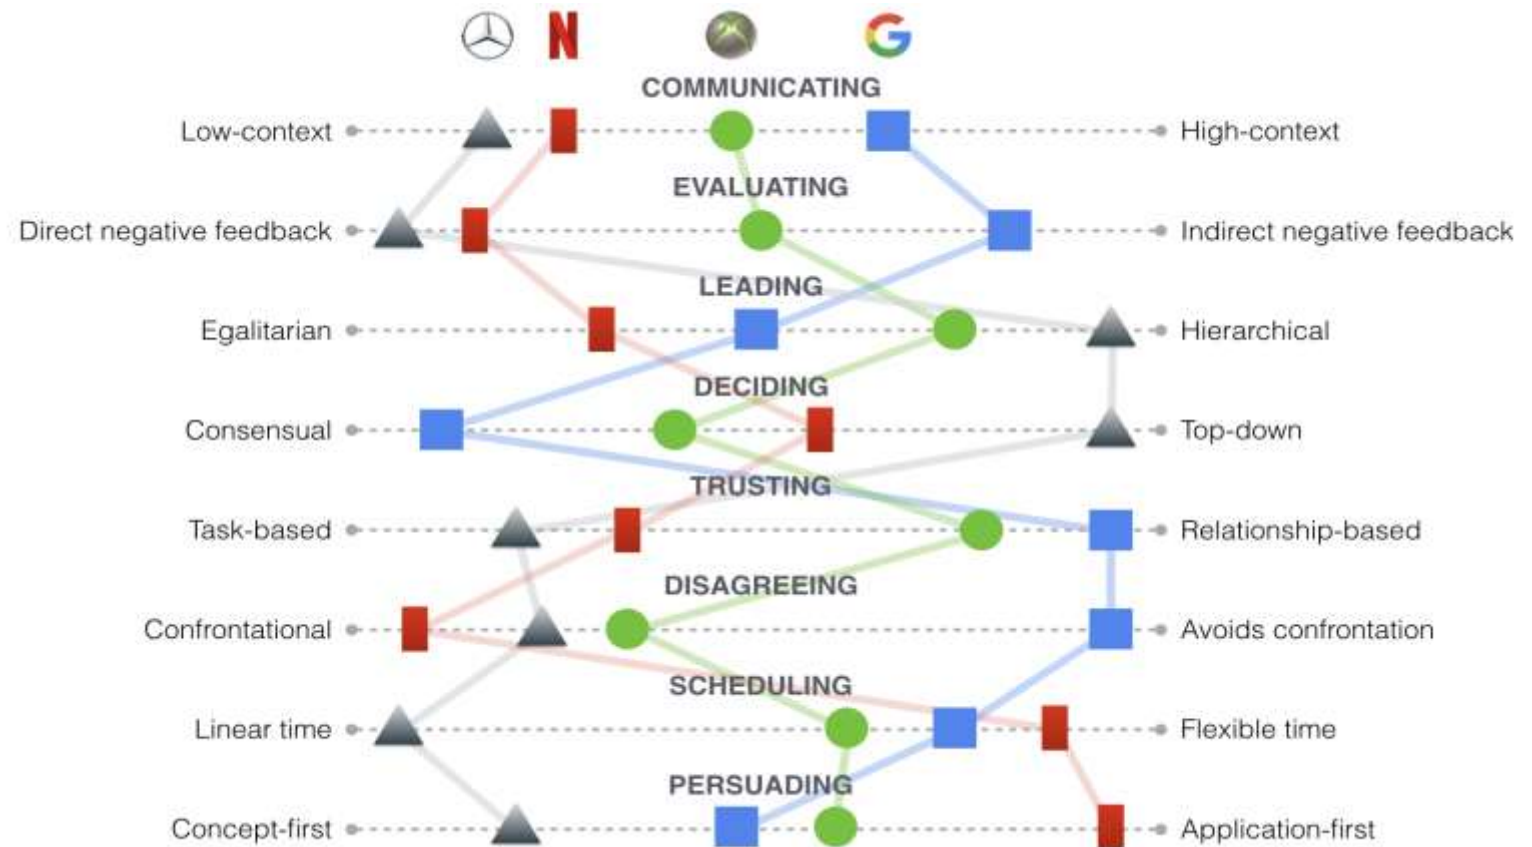 N
G
COMMUNICATING
Low-context
High-context
EVALUATING
Direct negative feedback
Indirect negative feedback
LEADING
Egalitarian
Hierarchical
DECIDING
Consensual
Top-down
TRUSTING
Task-based
Relationship-based
DISAGREEING
Confrontational
Avoids confrontation
SCHEDULING
Linear time
Flexible time
PERSUADING
Concept-first
Application-first